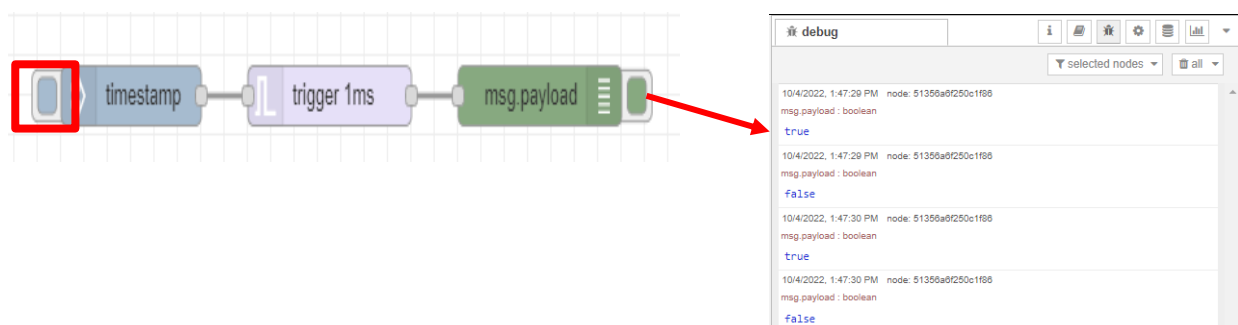 timestamp
trigger 1ms
msg.payload
debug
i
selected nodes
all
10/4/2022, 1:47:29 PM node: 51356a6f250c1f86
msg.payload : boolean
true
10/4/2022, 1:47:29 PM node: 51356a6f250c1f86
msg.payload : boolean
false
10/4/2022, 1:47:30 PM node: 51356a6f250c1f86
msg.payload : boolean
true
10/4/2022, 1:47:30 PM node: 51356a6f250c1f86
msg.payload : boolean
false